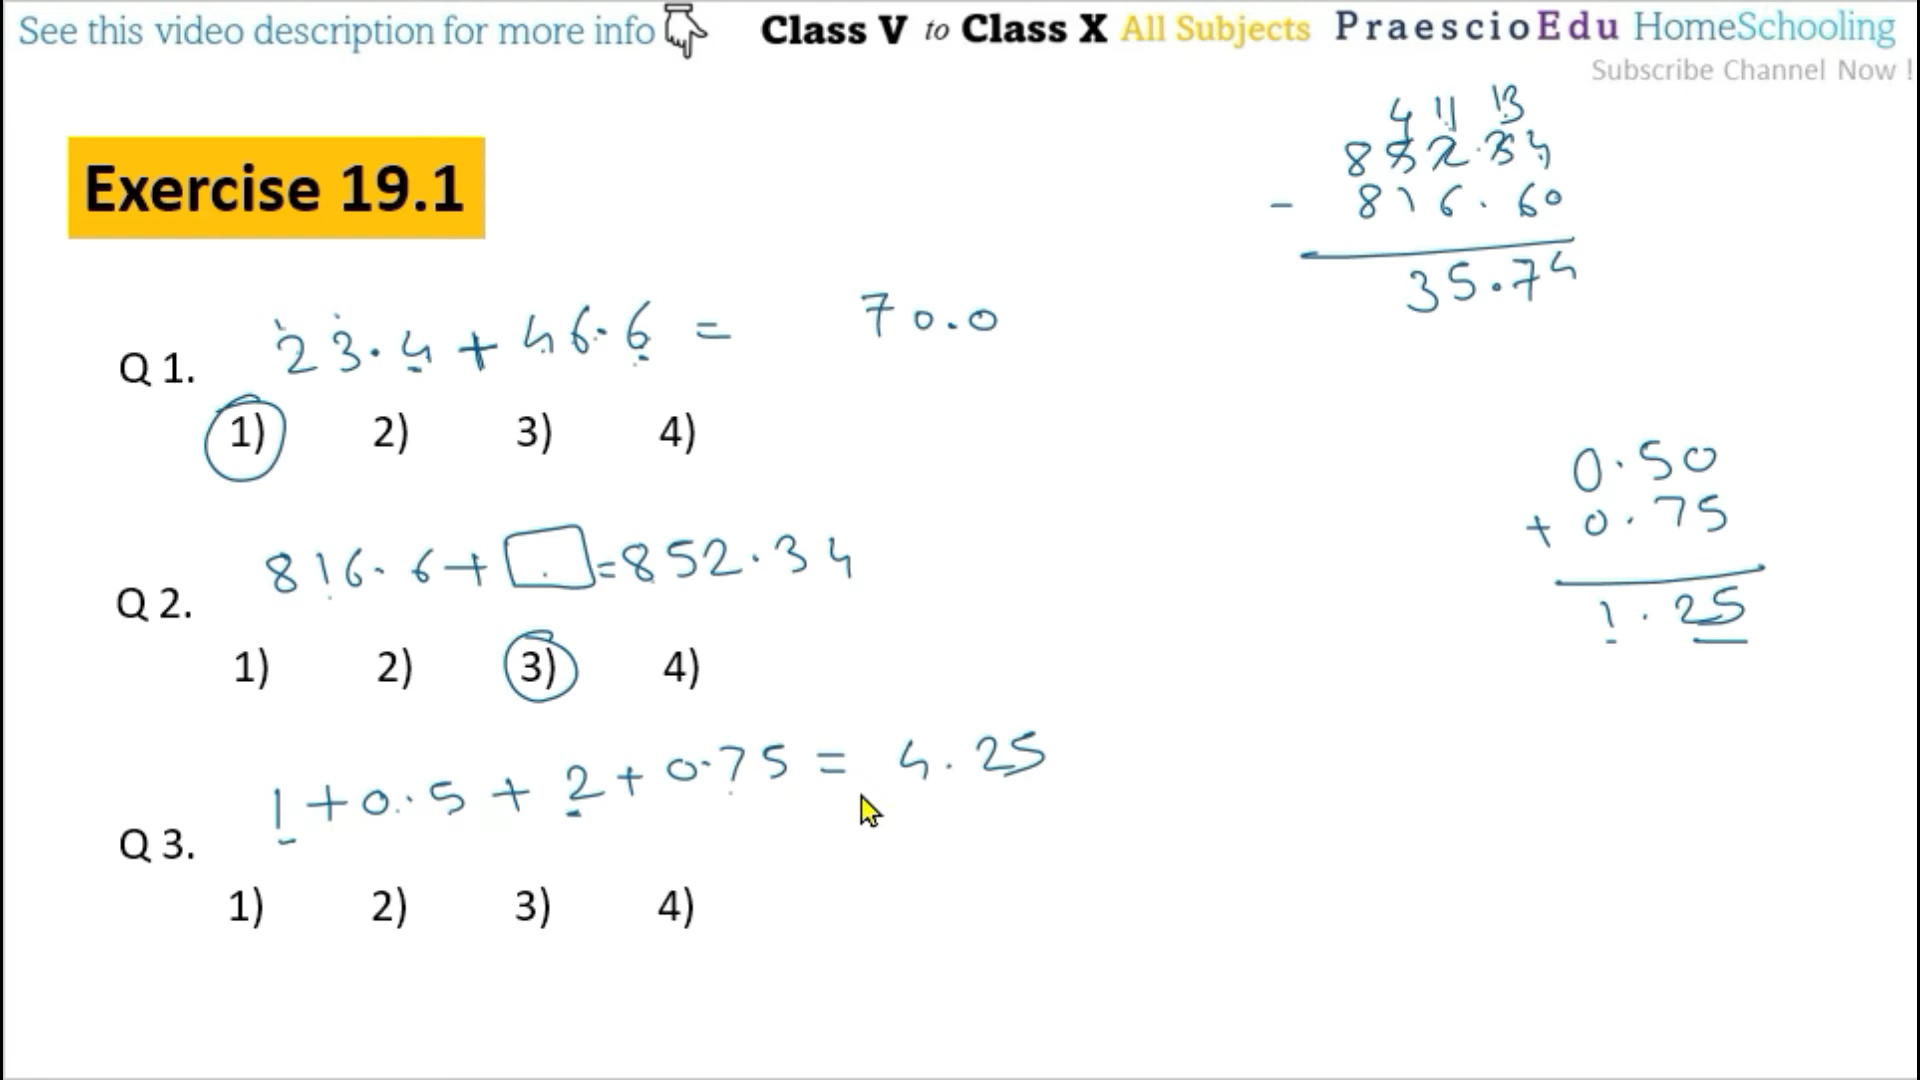 See this video description for more info Class V to Class X All Subjects PraescioEdu HomeSchooling
Subscribe Channel Now !
4 11 13
852.34
- 816.60
35.74
Exercise 19.1
23.4 + 46.6 = 70.0
Q 1.
1) 2) 3) 4)
0.50
+ 0.75
1.25
816.6 + . = 852.34
Q 2.
1) 2) 3) 4)
1 + 0.5 + 2 + 0.75 = 4.25
Q 3.
1) 2) 3) 4)